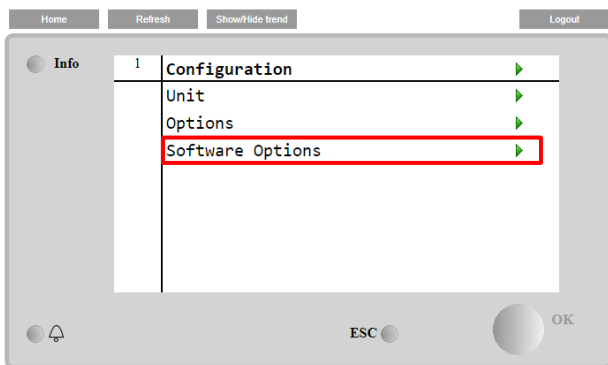 Home Refresh Show/Hide trend Logout
Info
1 Configuration
Unit
Options
Software Options
ESC
OK